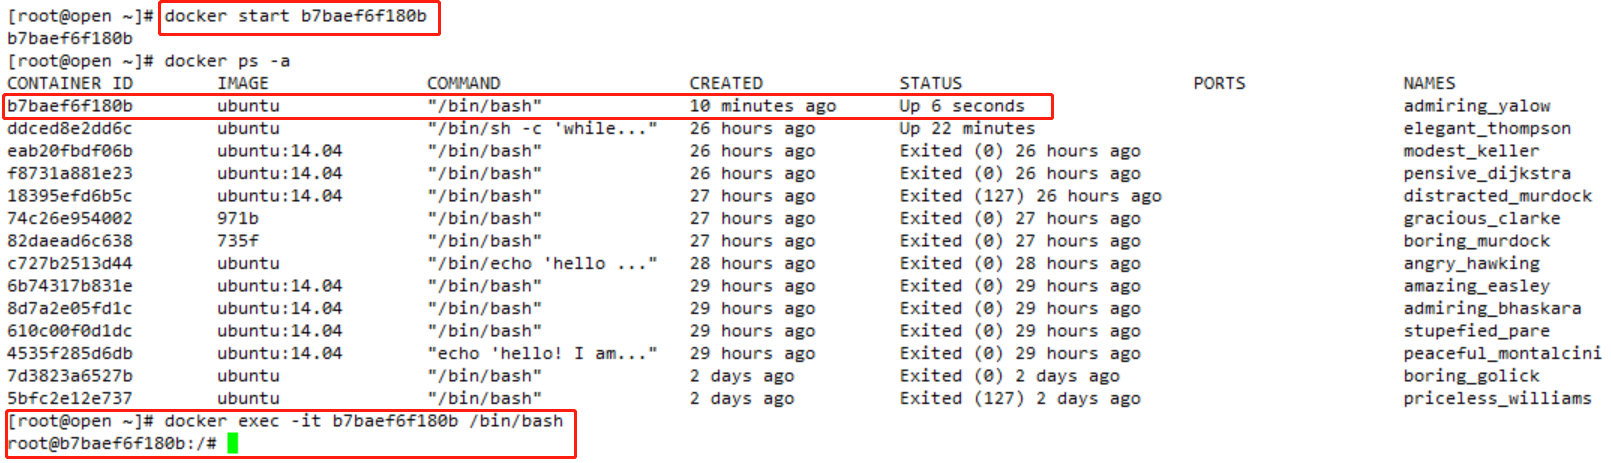 [root@open ~]# docker start b7baef6f180b
b7baef6f180b
[root@open ~]# docker ps -a
CONTAINER ID IMAGE COMMAND CREATED STATUS PORTS NAMES
b7baef6f180b ubuntu "/bin/bash" 10 minutes ago Up 6 seconds admiring_yalow
ddced8e2dd6c ubuntu "/bin/sh -c 'while..." 26 hours ago Up 22 minutes elegant_thompson
eab20fbdf06b ubuntu:14.04 "/bin/bash" 26 hours ago Exited (0) 26 hours ago modest_keller
f8731a881e23 ubuntu:14.04 "/bin/bash" 26 hours ago Exited (0) 26 hours ago pensive_dijkstra
18395efd6b5c ubuntu:14.04 "/bin/bash" 27 hours ago Exited (127) 26 hours ago distracted_murdock
74c26e954002 971b "/bin/bash" 27 hours ago Exited (0) 27 hours ago gracious_clarke
82daead6c638 735f "/bin/bash" 27 hours ago Exited (0) 27 hours ago boring_murdock
c727b2513d44 ubuntu "/bin/echo 'hello ..." 28 hours ago Exited (0) 28 hours ago angry_hawking
6b74317b831e ubuntu:14.04 "/bin/bash" 29 hours ago Exited (0) 29 hours ago amazing_easley
8d7a2e05fd1c ubuntu:14.04 "/bin/bash" 29 hours ago Exited (0) 29 hours ago admiring_bhaskara
610c00f0d1dc ubuntu:14.04 "/bin/bash" 29 hours ago Exited (0) 29 hours ago stupefied_pare
4535f285d6db ubuntu:14.04 "echo 'hello! I am..." 29 hours ago Exited (0) 29 hours ago peaceful_montalcini
7d3823a6527b ubuntu "/bin/bash" 2 days ago Exited (0) 2 days ago boring_golick
5bfc2e12e737 ubuntu "/bin/bash" 2 days ago Exited (127) 2 days ago priceless_williams
[root@open ~]# docker exec -it b7baef6f180b /bin/bash
root@b7baef6f180b:/#